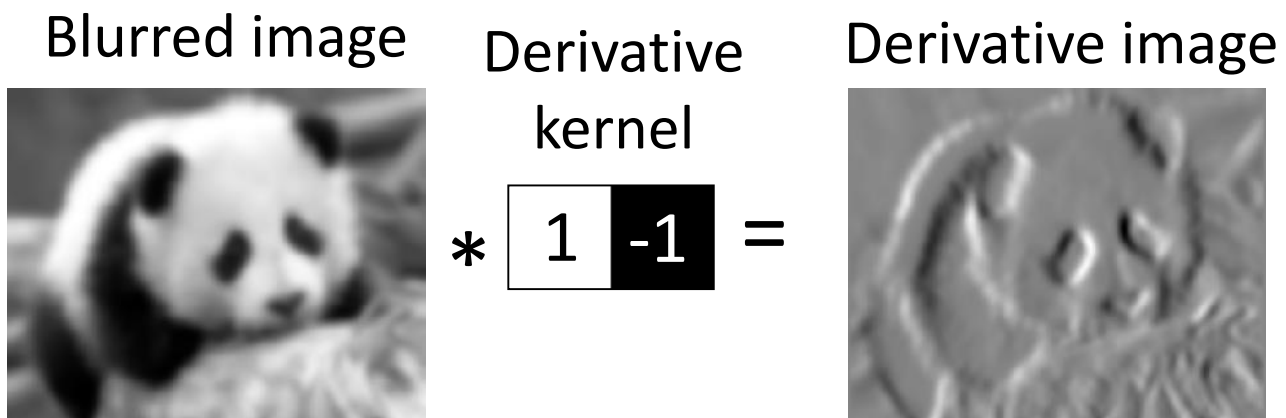 Blurred image
Derivative
kernel
Derivative image
* 1 -1 =